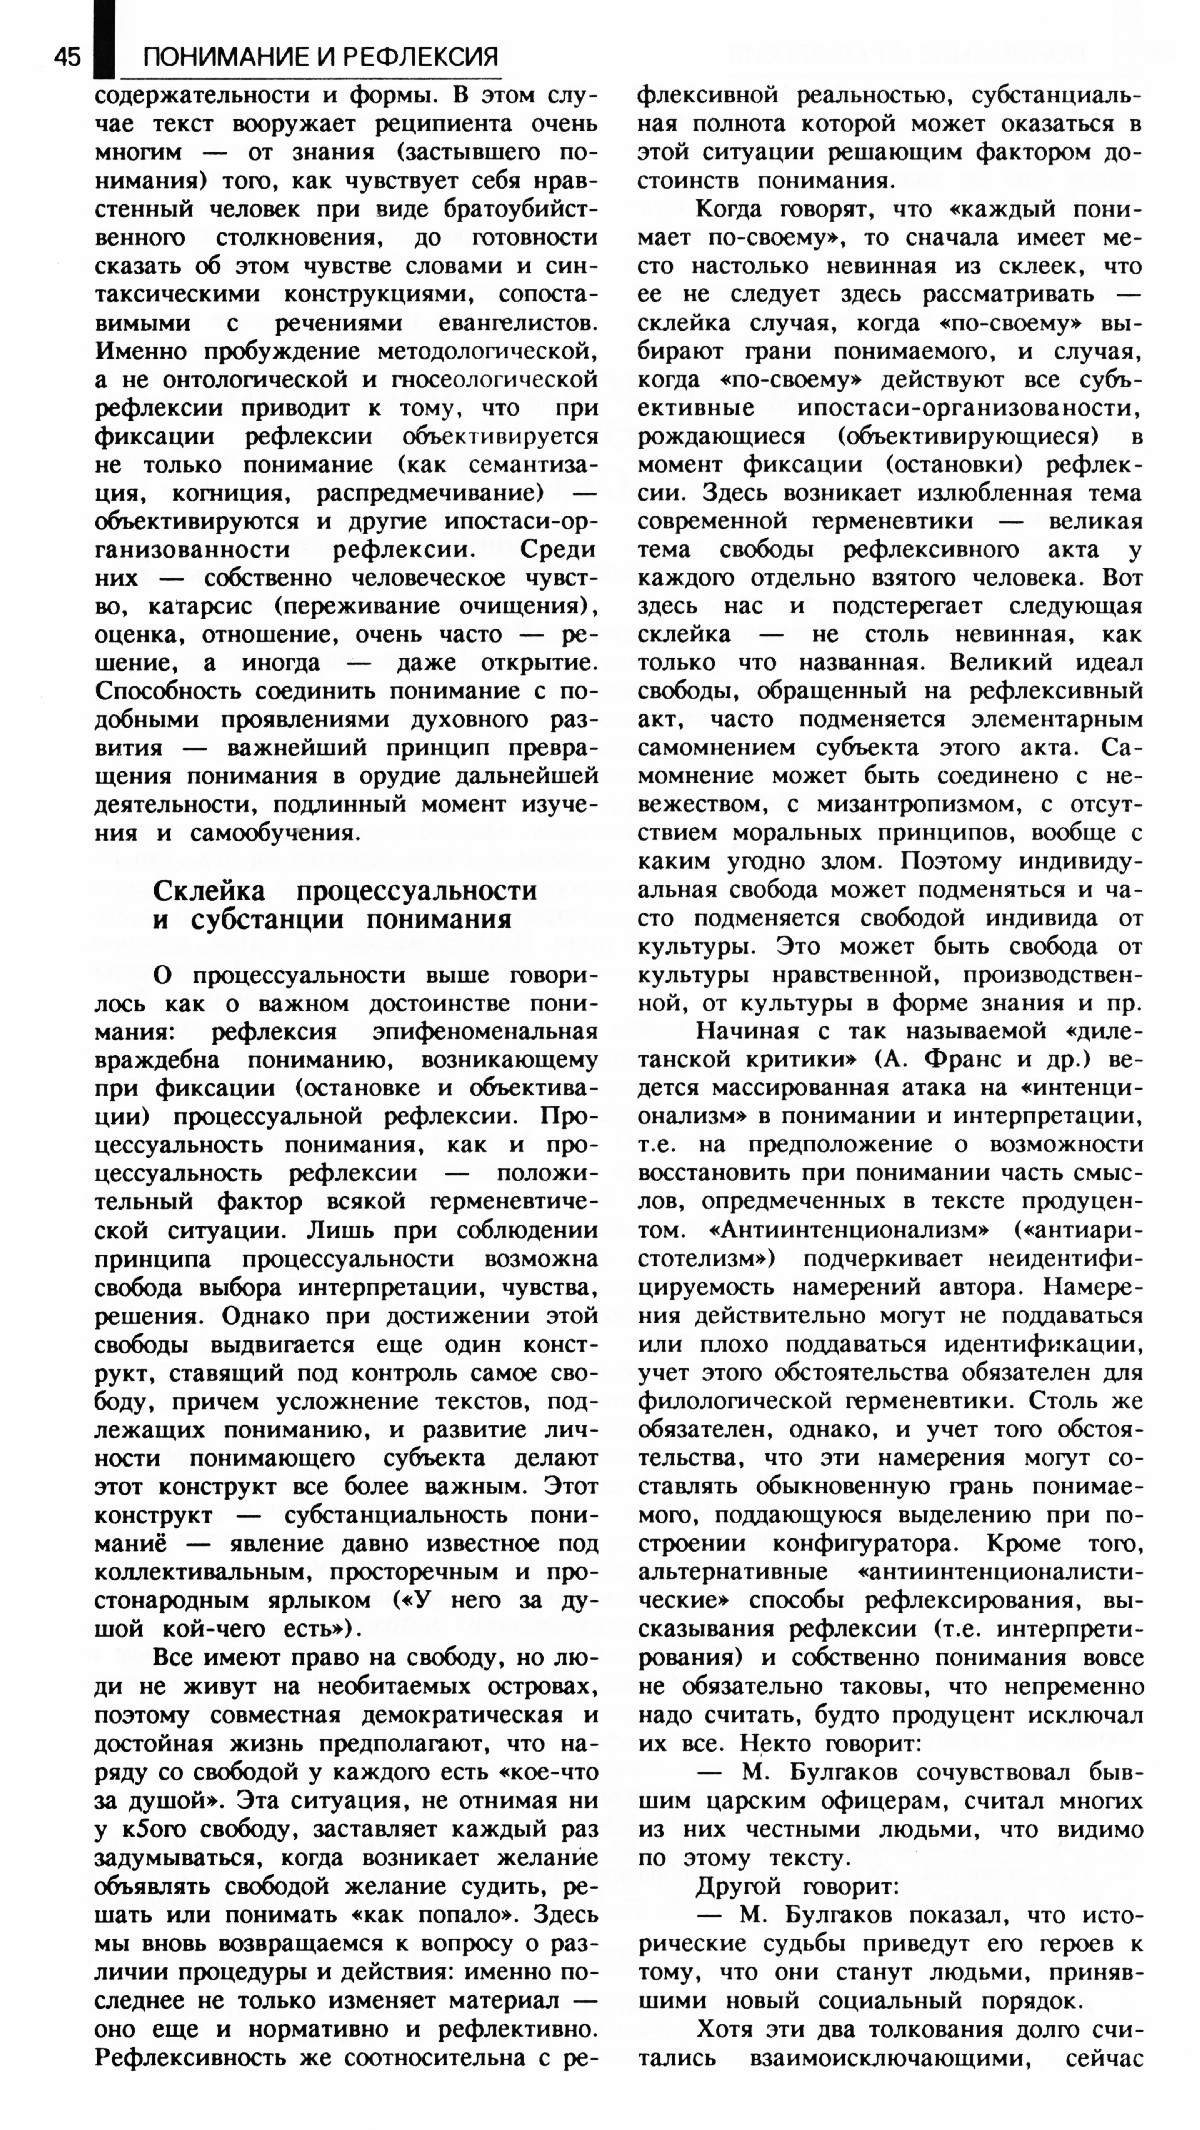 45 ПОНИМАНИЕ И РЕФЛЕКСИЯ
содержательности и формы. В этом слу-
чае текст вооружает реципиента очень
многим — от знания (застывшего по-
нимания) того, как чувствует себя нрав-
стенный человек при виде братоубийст-
венного столкновения, до готовности
сказать об этом чувстве словами и син-
таксическими конструкциями, сопоста-
вимыми с речениями евангелистов.
Именно пробуждение методологической,
а не онтологической и гносеологической
рефлексии приводит к тому, что при
фиксации рефлексии объективируется
не только понимание (как семантиза-
ция, когниция, распредмечивание) —
объективируются и другие ипостаси-ор-
ганизованности рефлексии. Среди
них — собственно человеческое чувст-
во, катарсис (переживание очищения),
оценка, отношение, очень часто — ре-
шение, а иногда — даже открытие.
Способность соединить понимание с по-
добными проявлениями духовного раз-
вития — важнейший принцип превра-
щения понимания в орудие дальнейшей
деятельности, подлинный момент изуче-
ния и самообучения.
Склейка процессуальности
и субстанции понимания
О процессуальности выше говори-
лось как о важном достоинстве пони-
мания: рефлексия эпифеноменальная
враждебна пониманию, возникающему
при фиксации (остановке и объектива-
ции) процессуальной рефлексии. Про-
цессуальность понимания, как и про-
цессуальность рефлексии — положи-
тельный фактор всякой герменевтиче-
ской ситуации. Лишь при соблюдении
принципа процессуальности возможна
свобода выбора интерпретации, чувства,
решения. Однако при достижении этой
свободы выдвигается еще один конст-
рукт, ставящий под контроль самое сво-
боду, причем усложнение текстов, под-
лежащих пониманию, и развитие лич-
ности понимающего субъекта делают
этот конструкт все более важным. Этот
конструкт — субстанциальность пони-
маниё — явление давно известное под
коллективальным, просторечным и про-
стонародным ярлыком («У него за ду-
шой кой-чего есть»).
Все имеют право на свободу, но лю-
ди не живут на необитаемых островах,
поэтому совместная демократическая и
достойная жизнь предполагают, что на-
ряду со свободой у каждого есть «кое-что
за душой». Эта ситуация, не отнимая ни
у к5ого свободу, заставляет каждый раз
задумываться, когда возникает желание
объявлять свободой желание судить, ре-
шать или понимать «как попало». Здесь
мы вновь возвращаемся к вопросу о раз-
личии процедуры и действия: именно по-
следнее не только изменяет материал —
оно еще и нормативно и рефлективно.
Рефлексивность же соотносительна с ре-
флексивной реальностью, субстанциаль-
ная полнота которой может оказаться в
этой ситуации решающим фактором до-
стоинств понимания.
Когда говорят, что «каждый пони-
мает по-своему», то сначала имеет ме-
сто настолько невинная из склеек, что
ее не следует здесь рассматривать —
склейка случая, когда «по-своему» вы-
бирают грани понимаемого, и случая,
когда «по-своему» действуют все субъ-
ективные ипостаси-организованости,
рождающиеся (объективирующиеся) в
момент фиксации (остановки) рефлек-
сии. Здесь возникает излюбленная тема
современной герменевтики — великая
тема свободы рефлексивного акта у
каждого отдельно взятого человека. Вот
здесь нас и подстерегает следующая
склейка — не столь невинная, как
только что названная. Великий идеал
свободы, обращенный на рефлексивный
акт, часто подменяется элементарным
самомнением субъекта этого акта. Са-
момнение может быть соединено с не-
вежеством, с мизантропизмом, с отсут-
ствием моральных принципов, вообще с
каким угодно злом. Поэтому индивиду-
альная свобода может подменяться и ча-
сто подменяется свободой индивида от
культуры. Это может быть свобода от
культуры нравственной, производствен-
ной, от культуры в форме знания и пр.
Начиная с так называемой «диле-
танской критики» (А. Франс и др.) ве-
дется массированная атака на «интенци-
онализм» в понимании и интерпретации,
т.е. на предположение о возможности
восстановить при понимании часть смыс-
лов, опредмеченных в тексте продуцен-
том. «Антиинтенционализм» («антиари-
стотелизм») подчеркивает неидентифи-
цируемость намерений автора. Намере-
ния действительно могут не поддаваться
или плохо поддаваться идентификации,
учет этого обстоятельства обязателен для
филологической герменевтики. Столь же
обязателен, однако, и учет того обстоя-
тельства, что эти намерения могут со-
ставлять обыкновенную грань понимае-
мого, поддающуюся выделению при по-
строении конфигуратора. Кроме того,
альтернативные «антиинтенционалисти-
ческие» способы рефлексирования, вы-
сказывания рефлексии (т.е. интерпрети-
рования) и собственно понимания вовсе
не обязательно таковы, что непременно
надо считать, будто продуцент исключал
их все. Некто говорит:
— М. Булгаков сочувствовал быв-
шим царским офицерам, считал многих
из них честными людьми, что видимо
по этому тексту.
Другой говорит:
— М. Булгаков показал, что исто-
рические судьбы приведут его героев к
тому, что они станут людьми, приняв-
шими новый социальный порядок.
Хотя эти два толкования долго счи-
тались взаимоисключающими, сейчас